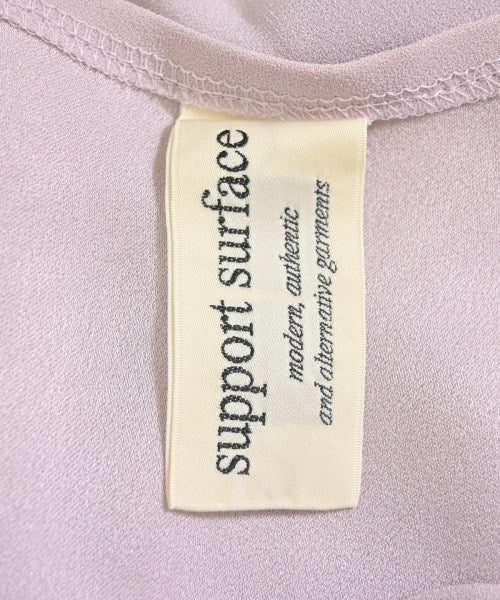 support surface
modern, authentic
and alternative garments